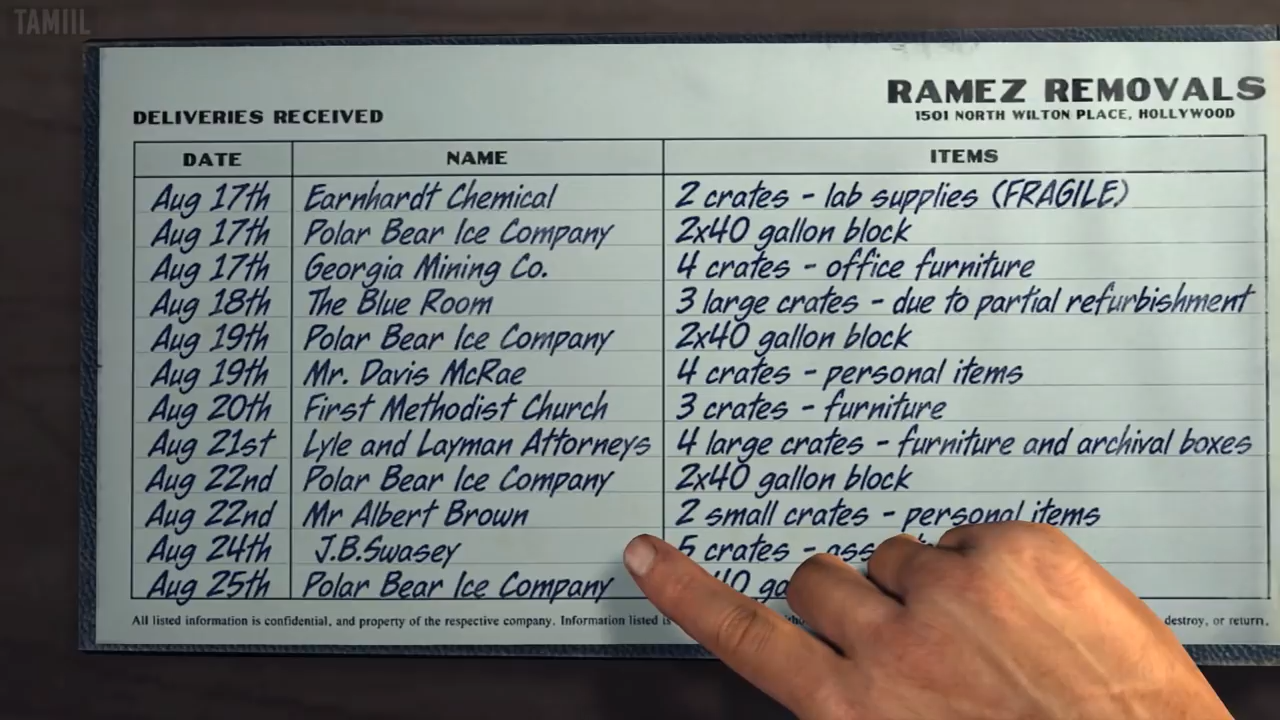 TAMIIL
RAMEZ REMOVALS
1501 NORTH WILTON PLACE, HOLLYWOOD
DELIVERIES RECEIVED
DATE NAME ITEMS
Aug 17th Earnhardt Chemical 2 crates - lab supplies (FRAGILE)
Aug 17th Polar Bear Ice Company 2x40 gallon block
Aug 17th Georgia Mining Co. 4 crates - office furniture
Aug 18th The Blue Room 3 large crates - due to partial refurbishment
Aug 19th Polar Bear Ice Company 2x40 gallon block
Aug 19th Mr. Davis McRae 4 crates - personal items
Aug 20th First Methodist Church 3 crates - furniture
Aug 21st Lyle and Layman Attorneys 4 large crates - furniture and archival boxes
Aug 22nd Polar Bear Ice Company 2x40 gallon block
Aug 22nd Mr Albert Brown 2 small crates - personal items
Aug 24th J.B.Swasey 5 crates -
Aug 25th Polar Bear Ice Company
All listed information is confidential, and property of the respective company. Information listed is destroy, or return.